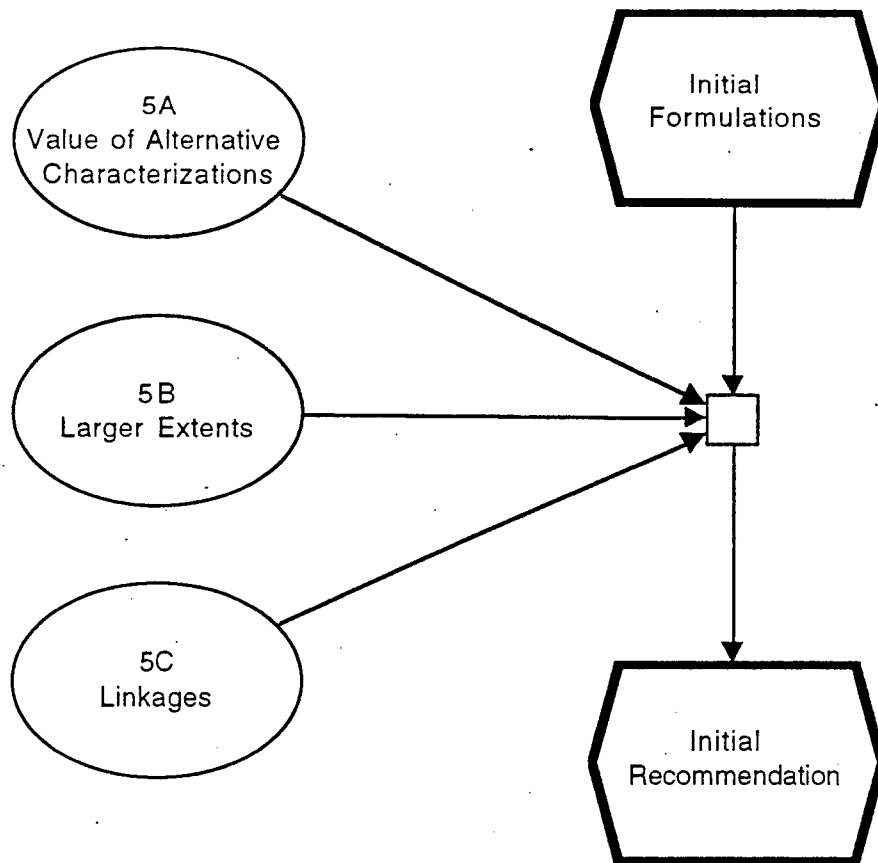 5A
Value of Alternative
Characterizations
Initial
Formulations
5B
Larger Extents
5C
Linkages
Initial
Recommendation